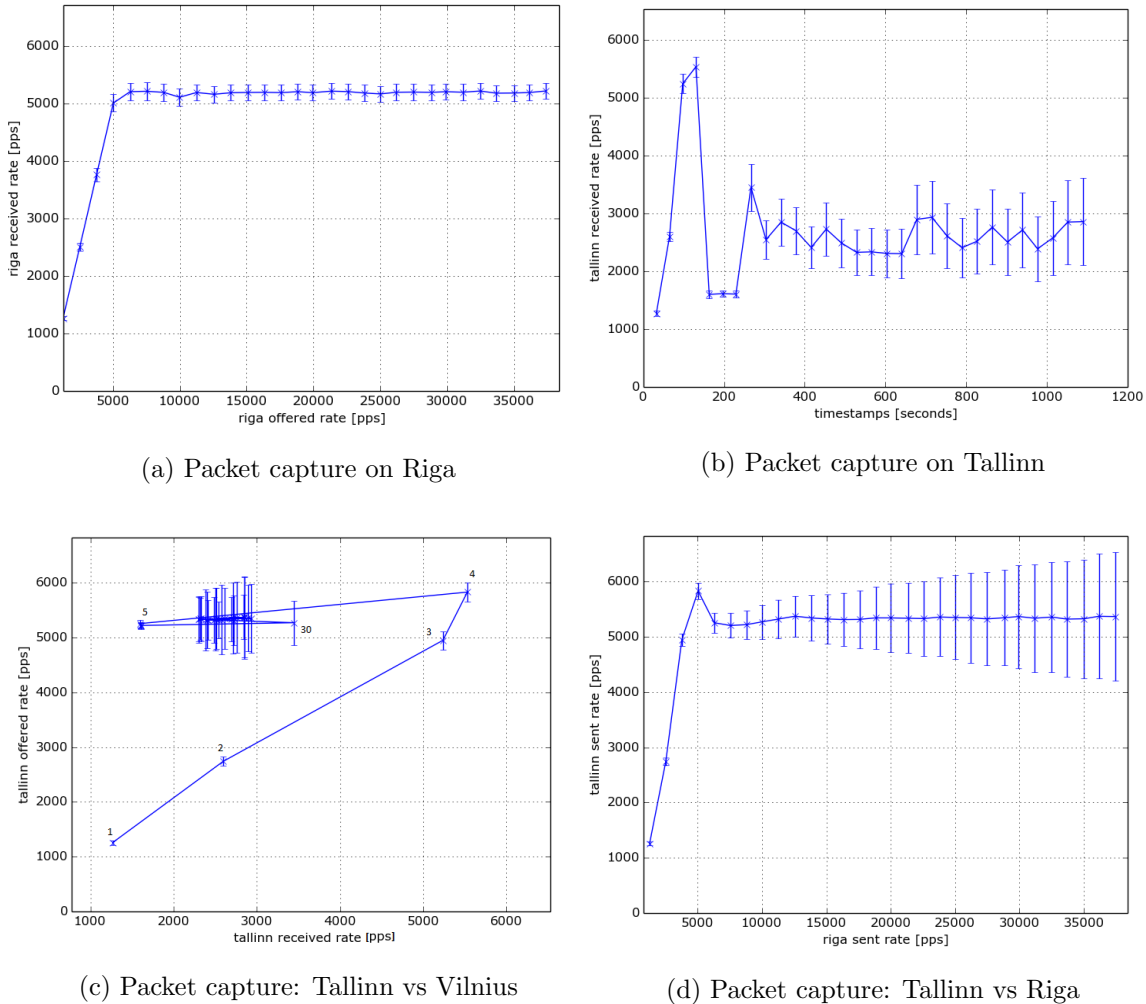 6000
5000
4000
3000
2000
1000
0
riga received rate [pps]
5000 10000 15000 20000 25000 30000 35000
riga offered rate [pps]
(a) Packet capture on Riga
6000
5000
4000
3000
2000
1000
0
tallinn received rate [pps]
0 200 400 600 800 1000 1200
timestamps [seconds]
(b) Packet capture on Tallinn
6000
5000
4000
3000
2000
1000
0
tallinn offered rate [pps]
4
5
30
3
2
1
1000 2000 3000 4000 5000 6000
tallinn received rate [pps]
(c) Packet capture: Tallinn vs Vilnius
6000
5000
4000
3000
2000
1000
0
tallinn sent rate [pps]
5000 10000 15000 20000 25000 30000 35000
riga sent rate [pps]
(d) Packet capture: Tallinn vs Riga